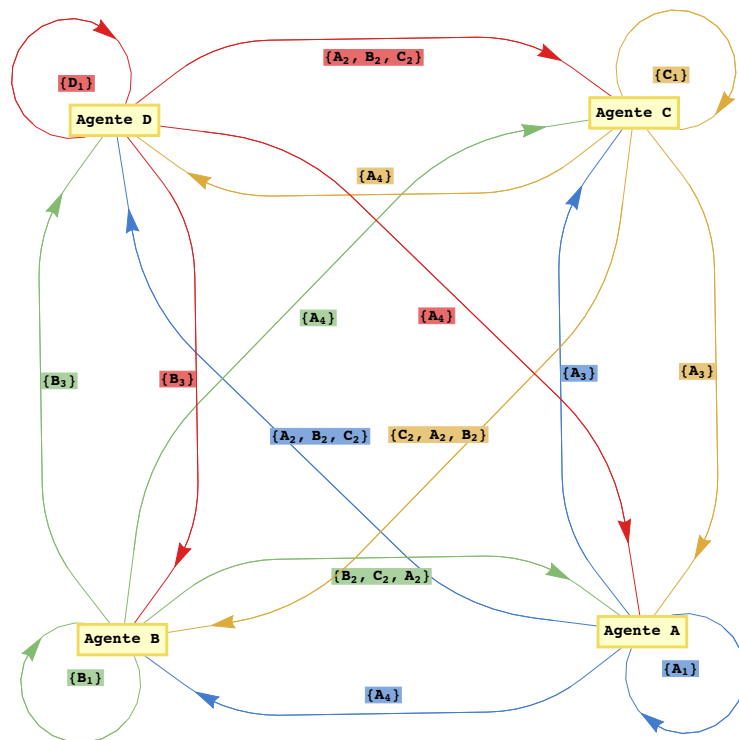 {A₂, B₂, C₂}
{D₁}
{C₁}
Agente D
Agente C
{A₄}
{A₄}
{A₄}
{B₃}
{B₃}
{A₃}
{A₃}
{A₂, B₂, C₂}
{C₂, A₂, B₂}
{B₂, C₂, A₂}
Agente B
Agente A
{B₁}
{A₁}
{A₄}